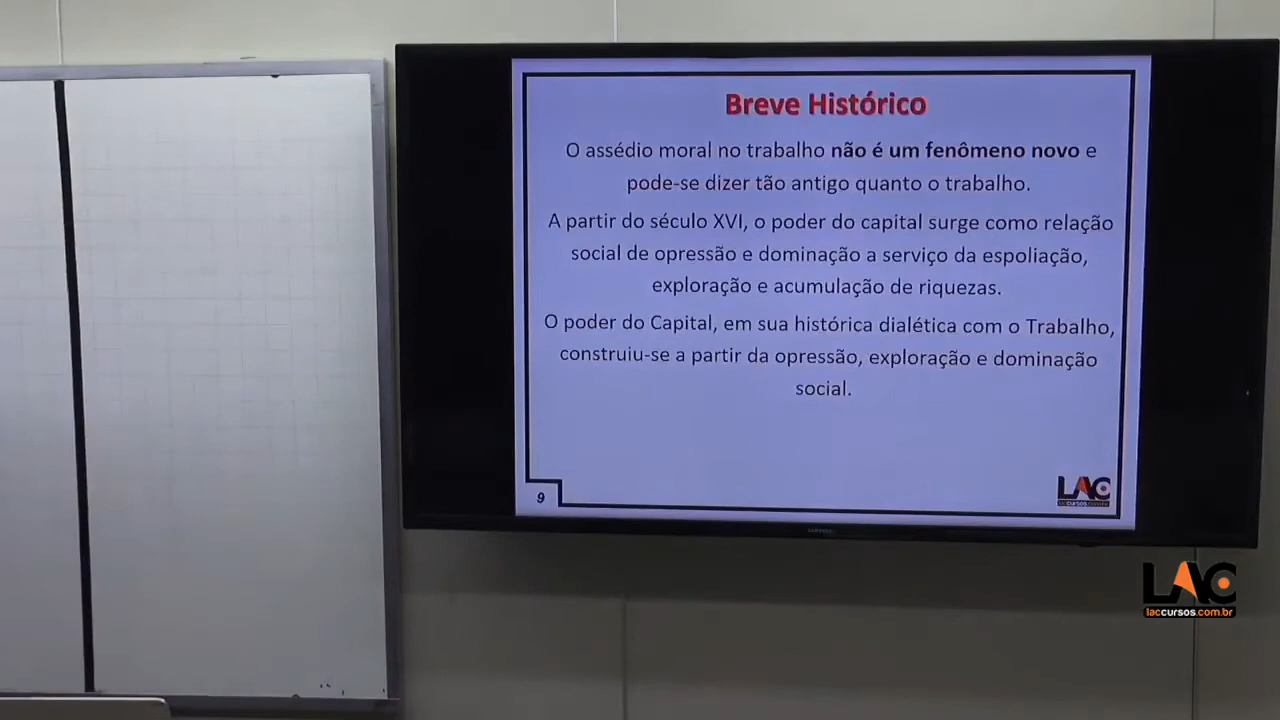 Breve Histórico
O assédio moral no trabalho não é um fenômeno novo e
pode-se dizer tão antigo quanto o trabalho.
A partir do século XVI, o poder do capital surge como relação
social de opressão e dominação a serviço da espoliação,
exploração e acumulação de riquezas.
O poder do Capital, em sua histórica dialética com o Trabalho,
construiu-se a partir da opressão, exploração e dominação
social.
9
LAC
laccursos.com.br
LAC
laccursos.com.br